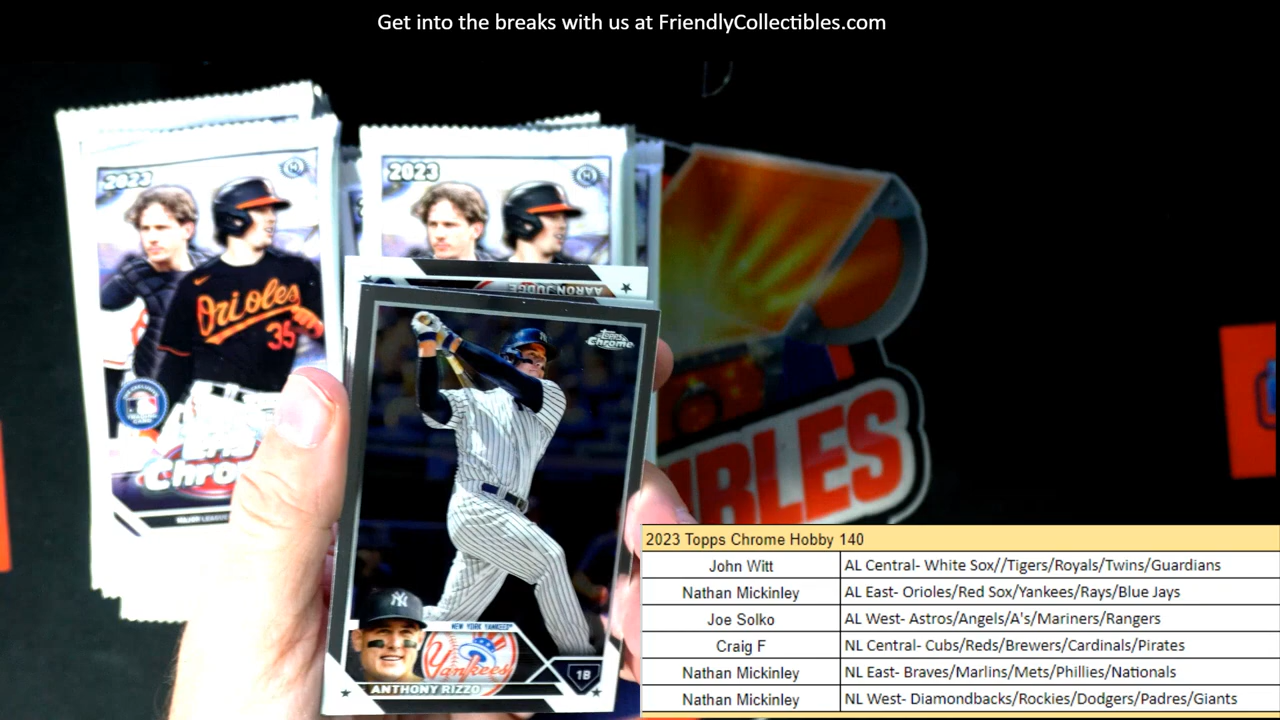 Get into the breaks with us at FriendlyCollectibles.com
2023
2023
Orioles
35
Chro
AARON JUDGE
Topps
Chrome
NEW YORK YANKEES
Yankees
1B
ANTHONY RIZZO
IBLES
2023 Topps Chrome Hobby 140
John Witt AL Central- White Sox//Tigers/Royals/Twins/Guardians
Nathan Mickinley AL East- Orioles/Red Sox/Yankees/Rays/Blue Jays
Joe Solko AL West- Astros/Angels/A's/Mariners/Rangers
Craig F NL Central- Cubs/Reds/Brewers/Cardinals/Pirates
Nathan Mickinley NL East- Braves/Marlins/Mets/Phillies/Nationals
Nathan Mickinley NL West- Diamondbacks/Rockies/Dodgers/Padres/Giants